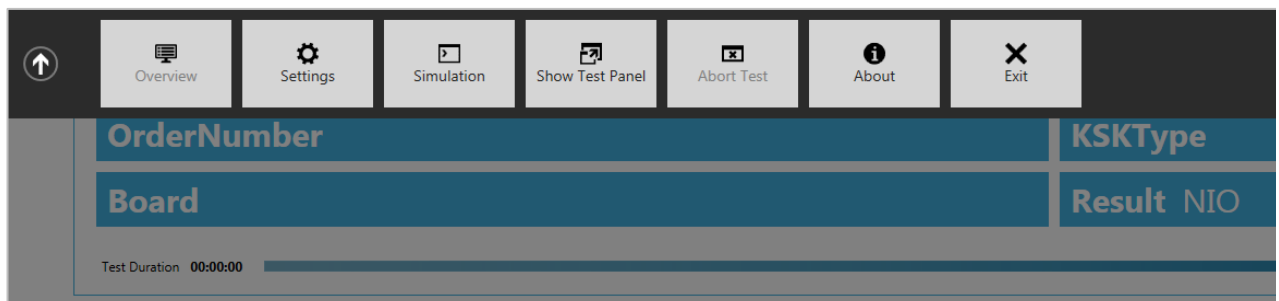 Overview
Settings
Simulation
Show Test Panel
Abort Test
About
Exit
OrderNumber
KSKType
Board
Result NIO
Test Duration 00:00:00